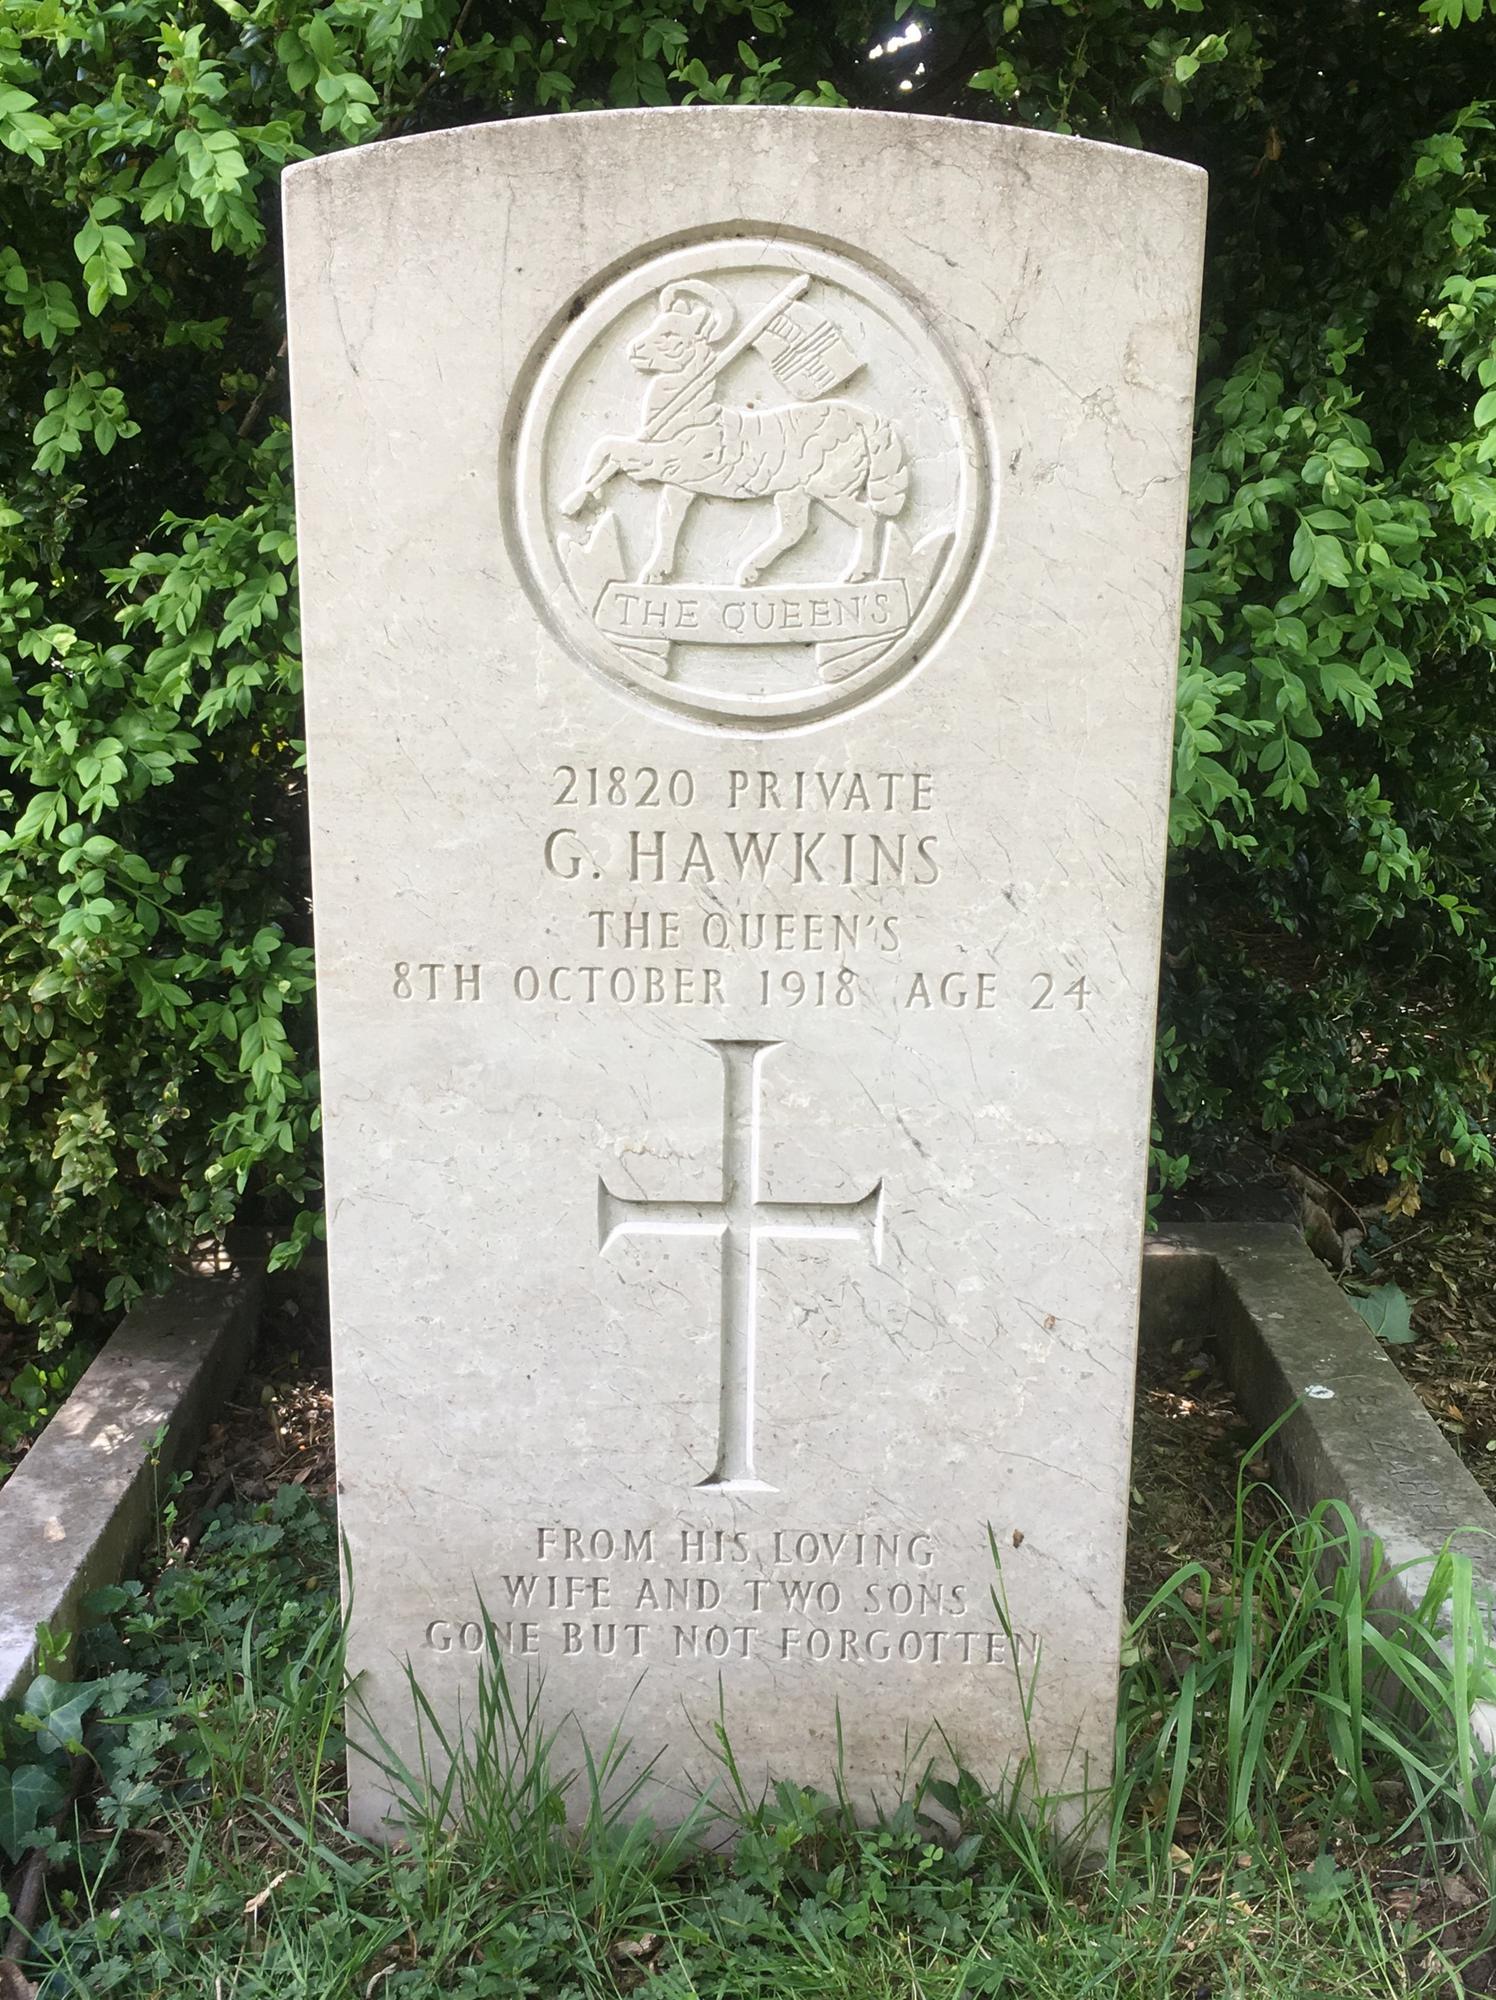 THE QUEEN'S
21820 PRIVATE
G. HAWKINS
THE QUEEN'S
8TH OCTOBER 1918 AGE 24
FROM HIS LOVING
WIFE AND TWO SONS
GONE BUT NOT FORGOTTEN